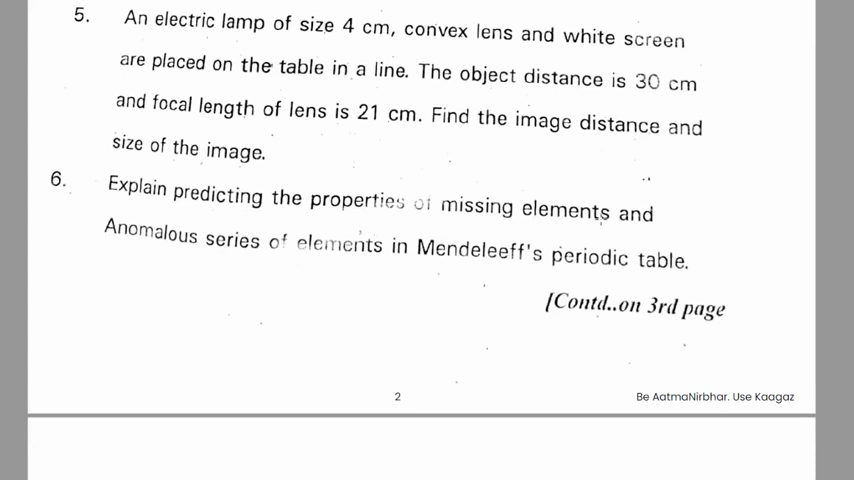 5. An electric lamp of size 4 cm, convex lens and white screen
are placed on the table in a line. The object distance is 30 cm
and focal length of lens is 21 cm. Find the image distance and
size of the image.
6. Explain predicting the properties of missing elements and
Anomalous series of elements in Mendeleeff's periodic table.
[Contd..on 3rd page
2
Be AatmaNirbhar. Use Kaagaz